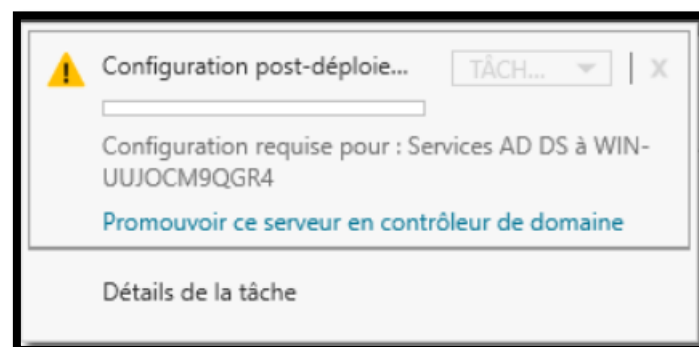 Configuration post-déploie... TÂCH... | X
Configuration requise pour : Services AD DS à WIN-
UUJOCM9QGR4
Promouvoir ce serveur en contrôleur de domaine
Détails de la tâche